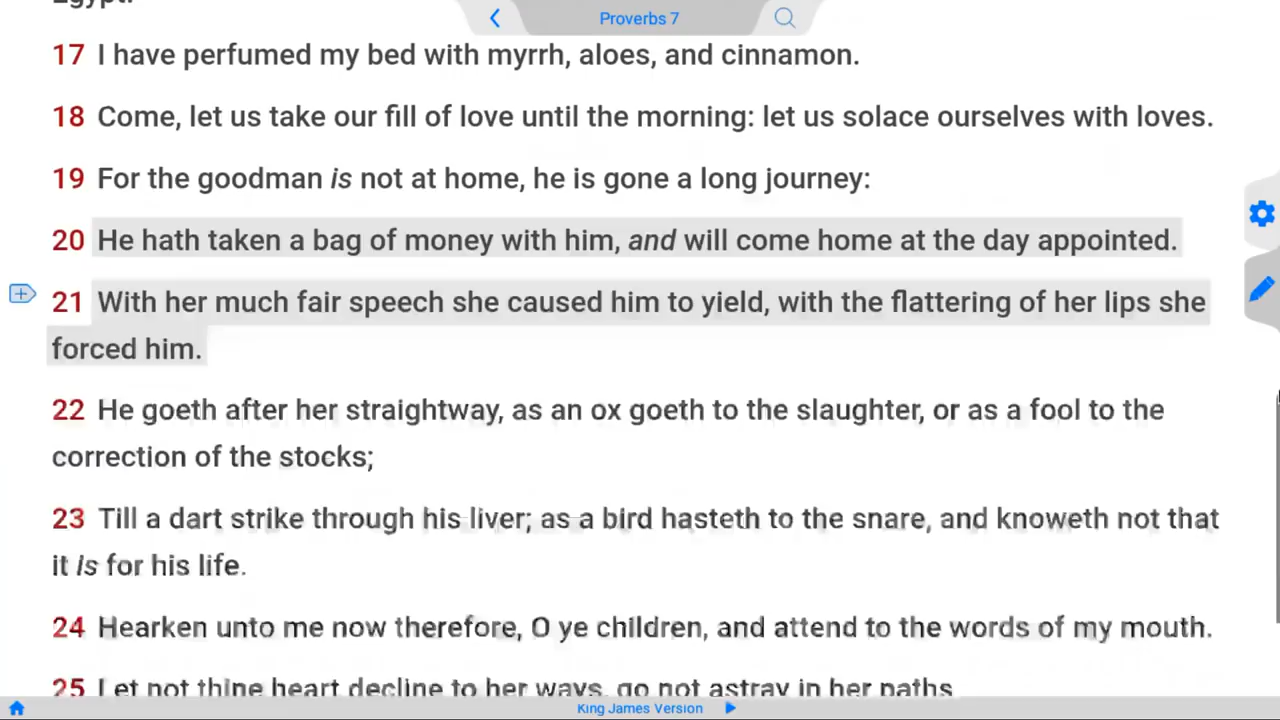 Egypt.
Proverbs 7
17 I have perfumed my bed with myrrh, aloes, and cinnamon.
18 Come, let us take our fill of love until the morning: let us solace ourselves with loves.
19 For the goodman is not at home, he is gone a long journey:
20 He hath taken a bag of money with him, and will come home at the day appointed.
21 With her much fair speech she caused him to yield, with the flattering of her lips she
forced him.
22 He goeth after her straightway, as an ox goeth to the slaughter, or as a fool to the
correction of the stocks;
23 Till a dart strike through his liver; as a bird hasteth to the snare, and knoweth not that
it is for his life.
24 Hearken unto me now therefore, O ye children, and attend to the words of my mouth.
25 Let not thine heart decline to her ways, go not astray in her paths
King James Version